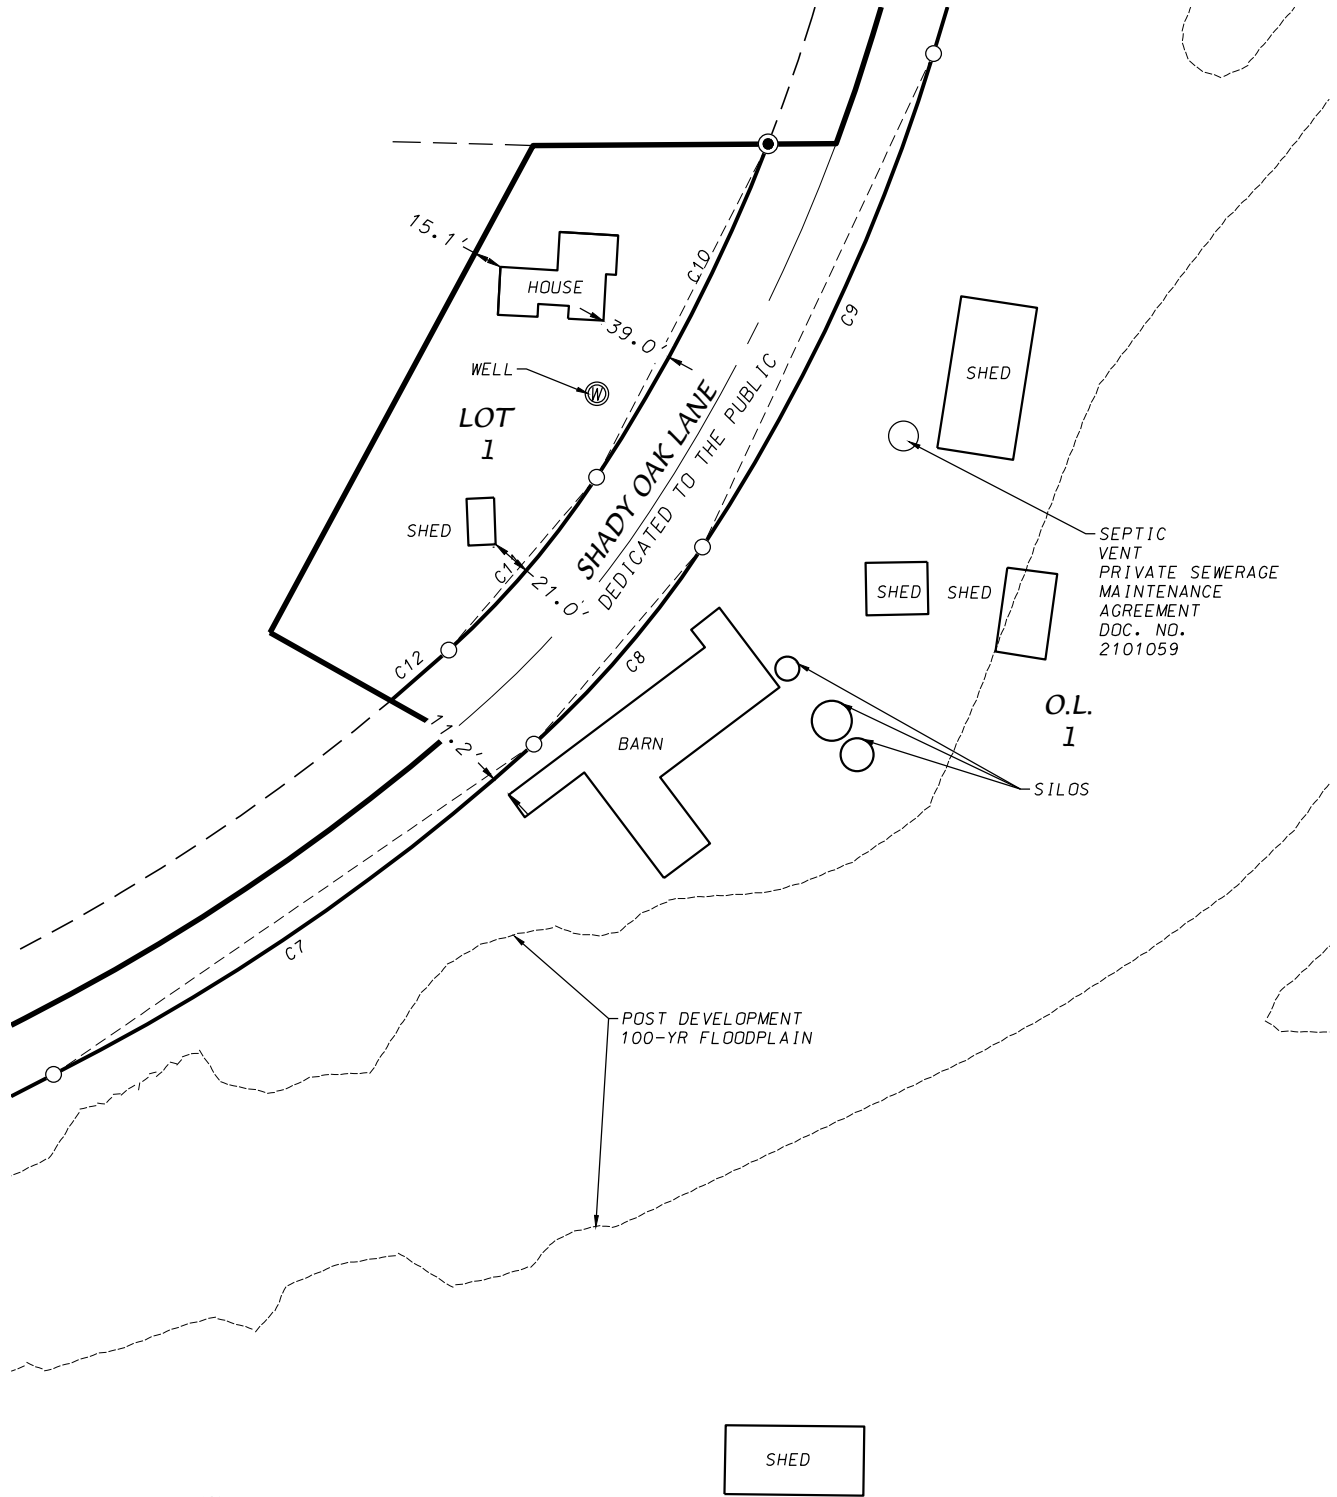 15.1'
HOUSE
39.0'
C10
C9
WELL
W
LOT
1
SHED
SHADY OAK LANE
DEDICATED TO THE PUBLIC
SHED
C11
21.0'
SEPTIC
VENT
PRIVATE SEWERAGE
MAINTENANCE
AGREEMENT
DOC. NO.
2101059
SHED
SHED
C12
C8
O.L.
1
11.2'
BARN
SILOS
C7
POST DEVELOPMENT
100-YR FLOODPLAIN
SHED